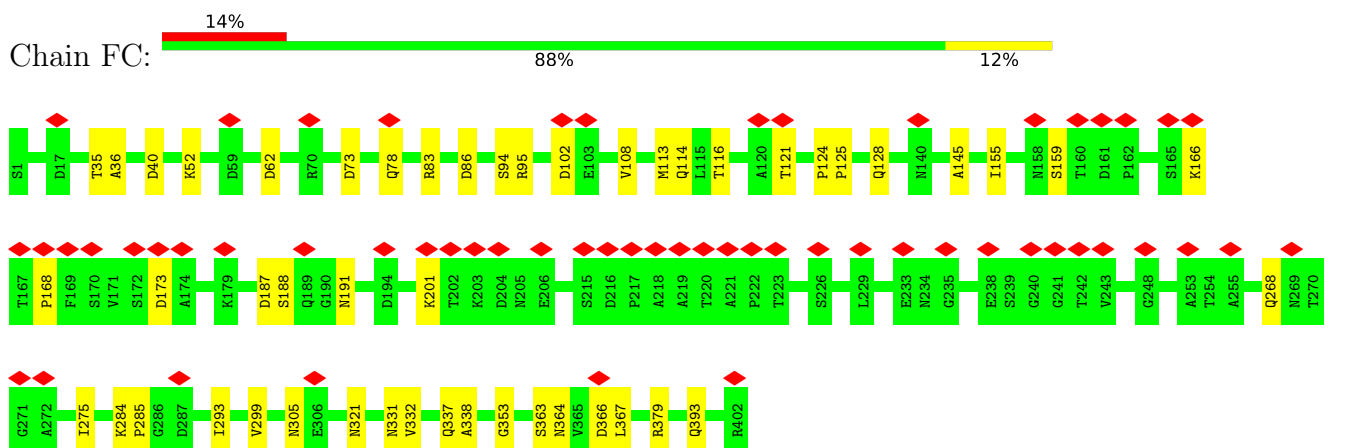 14%
Chain FC:
88% 12%
S1 D17 T35 A36 D40 K52 D59 D62 R70 D73 Q78 R83 D86 S94 R95 D102 E103 V108 M113 Q114 L115 T116 A120 T121 P124 P125 Q128 N140 A145 I155 N158 S159 T160 D161 P162 S165 K166
T167 P168 F169 S170 V171 S172 D173 A174 K179 D187 S188 Q189 G190 N191 D194 K201 T202 K203 D204 N205 E206 S215 D216 P217 A218 A219 T220 A221 P222 T223 S226 L229 E233 N234 G235 E238 S239 G240 G241 T242 V243 G248 A253 T254 A255 Q268 N269 T270
G271 A272 I275 K284 P285 G286 D287 I293 V299 N305 E306 N321 N331 V332 Q337 A338 G353 S363 N364 V365 D366 L367 R379 Q393 R402